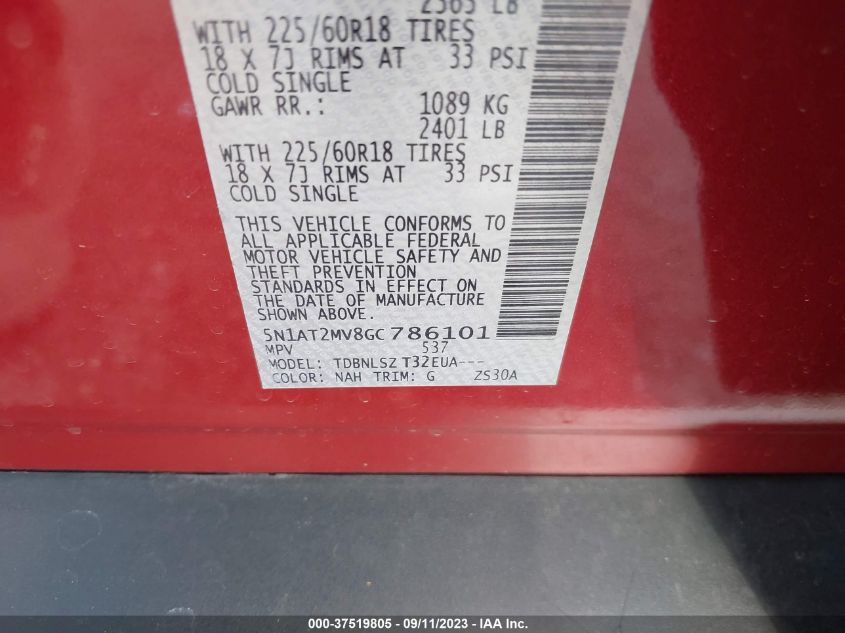 2365 LB
WITH 225/60R18 TIRES
18 X 7J RIMS AT 33 PSI
COLD SINGLE
GAWR RR.: 1089 KG
2401 LB
WITH 225/60R18 TIRES
18 X 7J RIMS AT 33 PSI
COLD SINGLE
THIS VEHICLE CONFORMS TO
ALL APPLICABLE FEDERAL
MOTOR VEHICLE SAFETY AND
THEFT PREVENTION
STANDARDS IN EFFECT ON
THE DATE OF MANUFACTURE
SHOWN ABOVE.
5N1AT2MV8GC786101
MPV 537
MODEL: TDBNLSZ T32EUA---
COLOR: NAH TRIM: G ZS30A
000-37519805 - 09/11/2023 - IAA Inc.